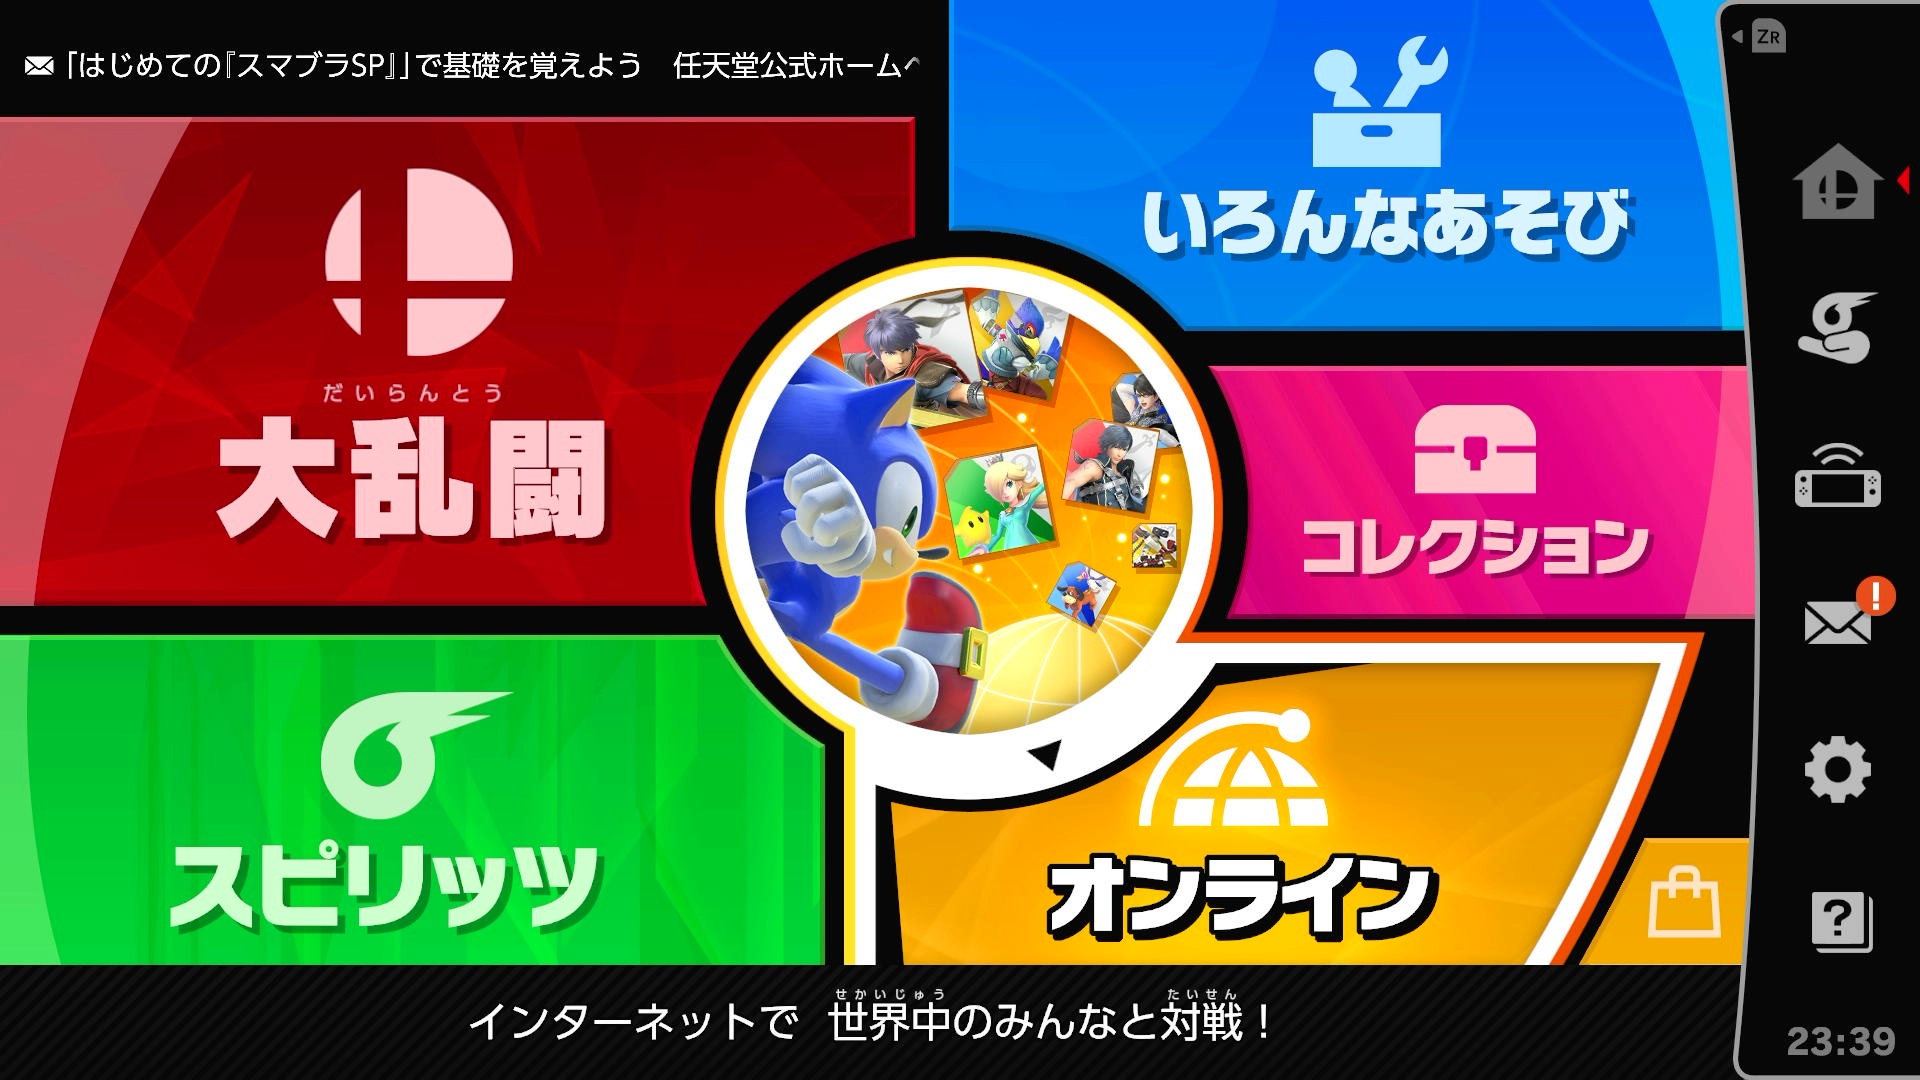 「はじめての『スマブラSP』」で基礎を覚えよう　任天堂公式ホーム
ZR
いろんなあそび
だいらんとう
大乱闘
コレクション
!
スピリッツ
オンライン
?
せかいじゅう たいせん
インターネットで 世界中のみんなと対戦！
23:39